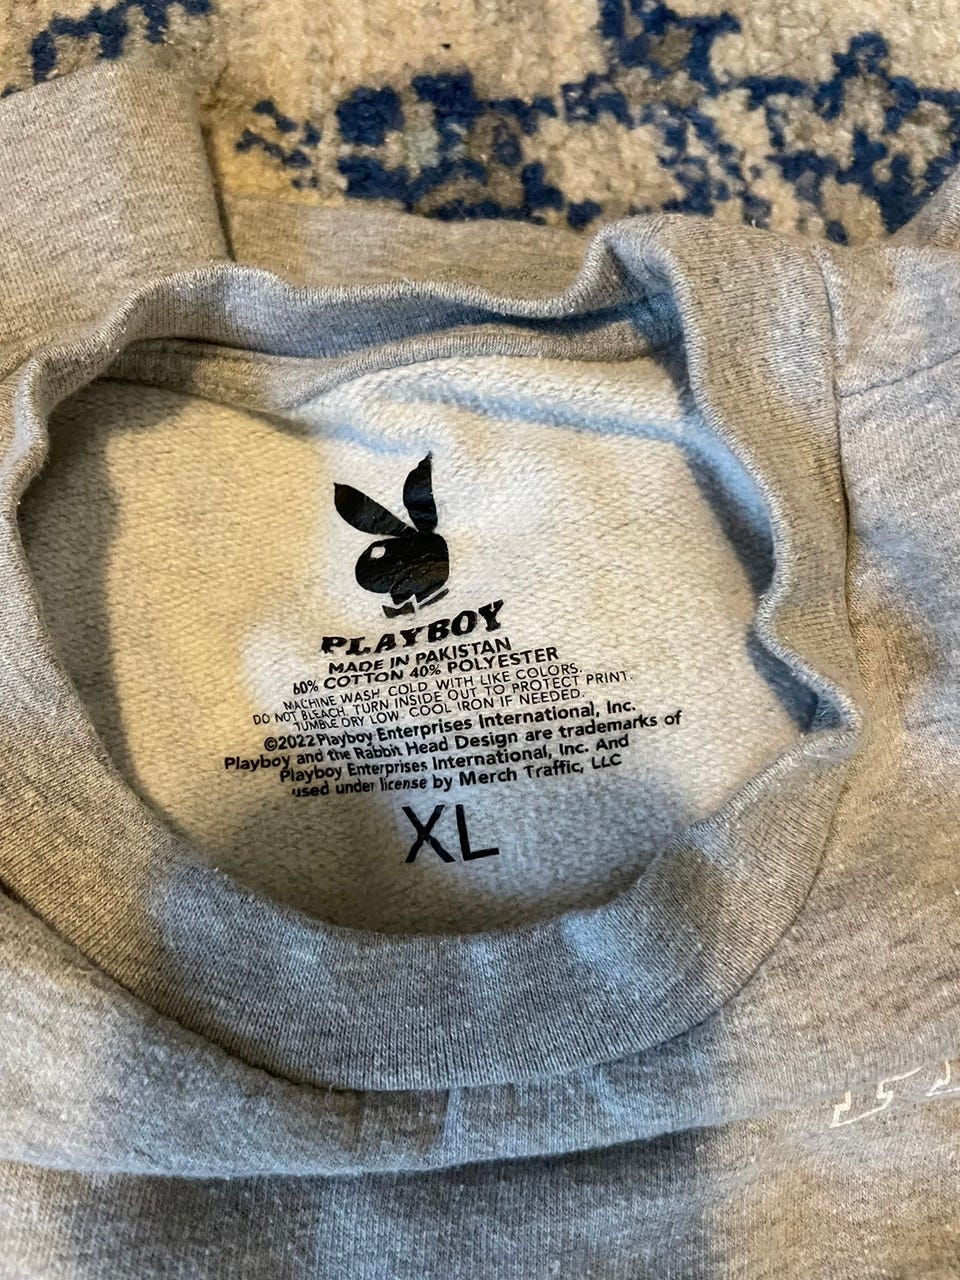 PLAYBOY
MADE IN PAKISTAN
60% COTTON 40% POLYESTER
MACHINE WASH COLD WITH LIKE COLORS.
DO NOT BLEACH. TURN INSIDE OUT TO PROTECT PRINT.
TUMBLE DRY LOW. COOL IRON IF NEEDED.
©2022 Playboy Enterprises International, Inc.
Playboy and the Rabbit Head Design are trademarks of
Playboy Enterprises International, Inc. And
used under license by Merch Traffic, LLC
XL